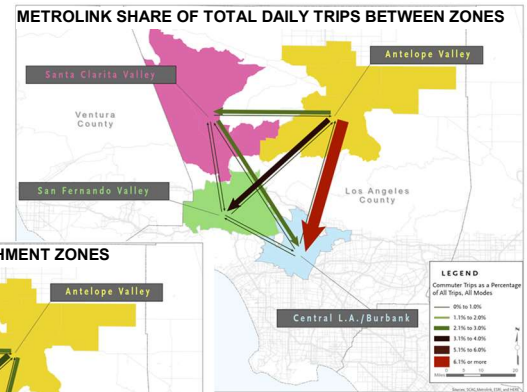 METROLINK SHARE OF TOTAL DAILY TRIPS BETWEEN ZONES
Antelope Valley
Santa Clarita Valley
Ventura
County
San Fernando Valley
Los Angeles
County
HMENT ZONES
Antelope Valley
Central L.A./Burbank
LEGEND
Commuter Trips as a Percentage
of All Trips, All Modes
0% to 1.0%
1.1% to 2.0%
2.1% to 3.0%
3.1% to 4.0%
5.1% to 6.0%
6.1% or more